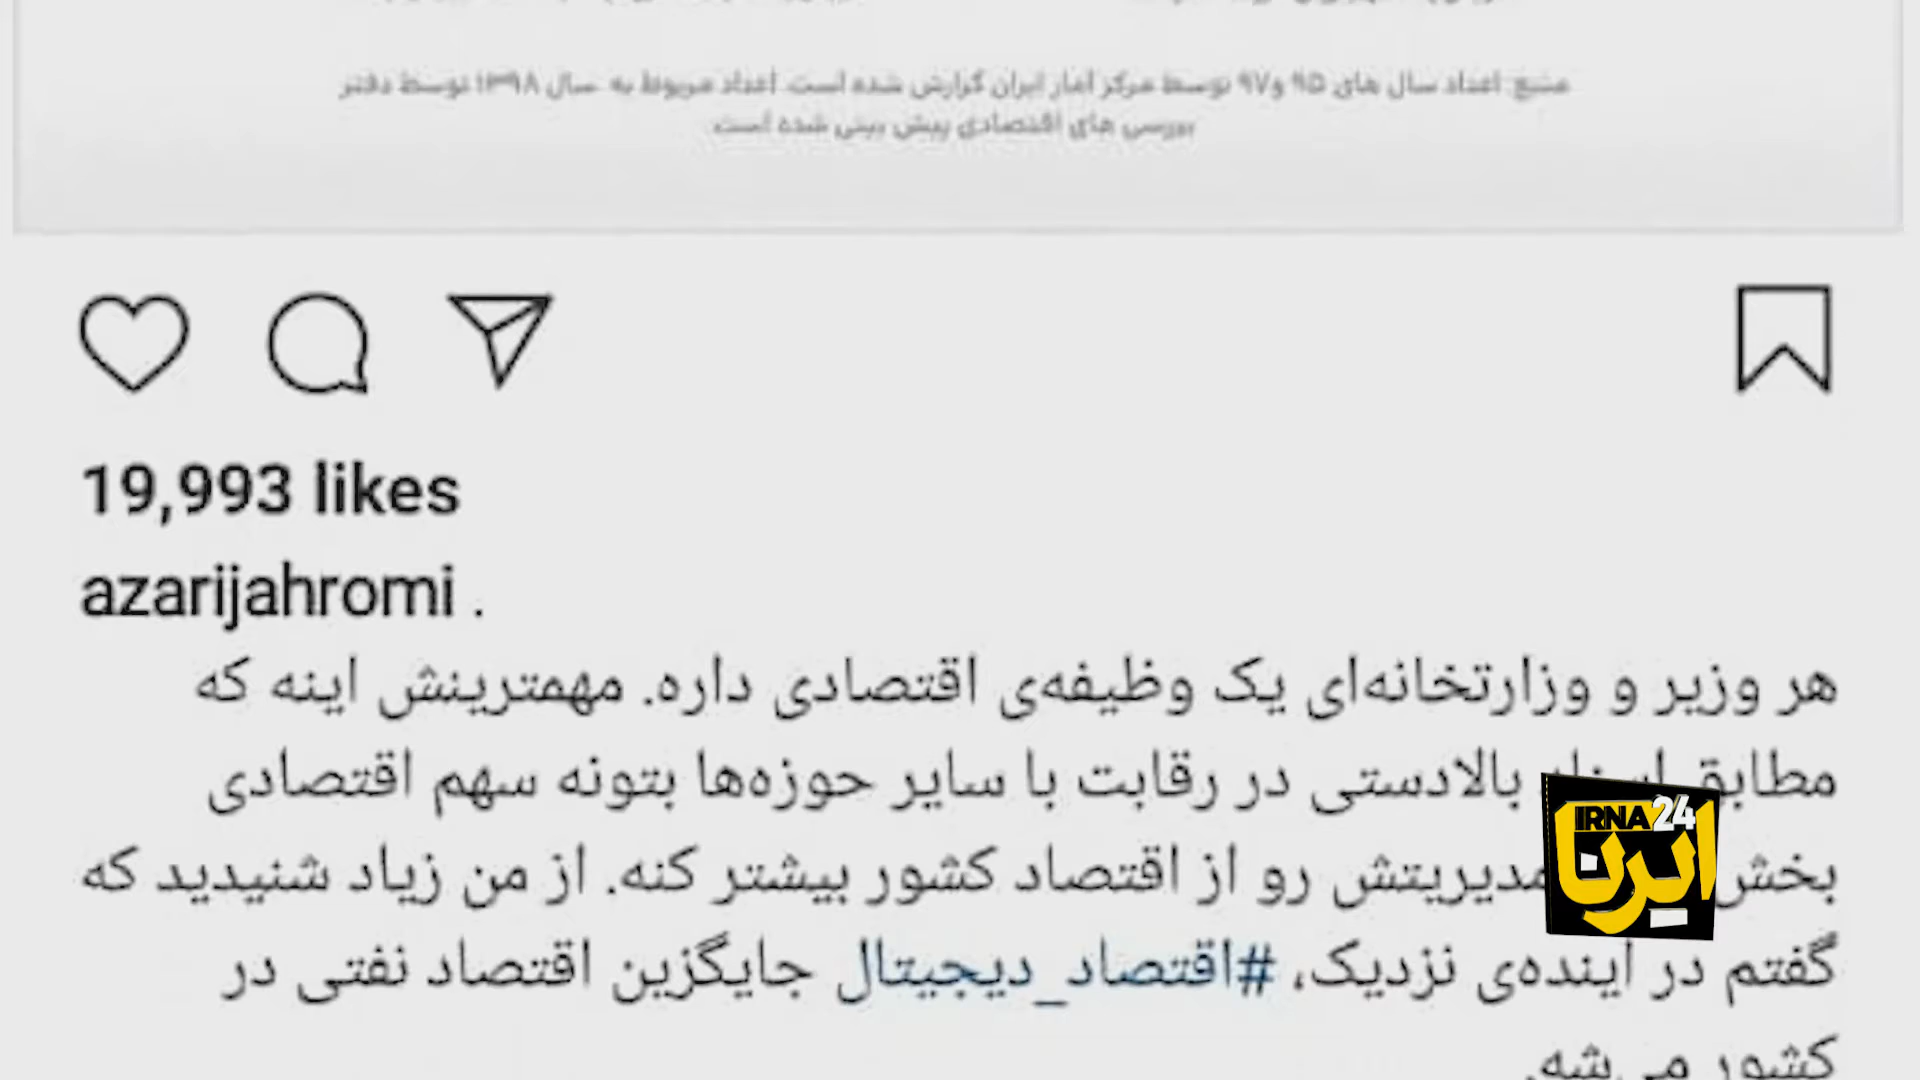 منبع: اعداد سال های ۹۵ و۹۷ توسط مرکز آمار ایران گزارش شده است. اعداد مربوط به سال ۱۳۹۸ توسط دفتر
بررسی های اقتصادی پیش بینی شده است.
19,993 likes
azarijahromi .
هر وزیر و وزارتخانه‌ای یک وظیفه‌ی اقتصادی داره. مهمترینش اینه که
مطابق بالادستی در رقابت با سایر حوزه‌ها بتونه سهم اقتصادی
بخش مدیریتش رو از اقتصاد کشور بیشتر کنه. از من زیاد شنیدید که
گفتم در آینده‌ی نزدیک، #اقتصاد_دیجیتال جایگزین اقتصاد نفتی در
کشور می‌شه.
IRNA24
ایرنا